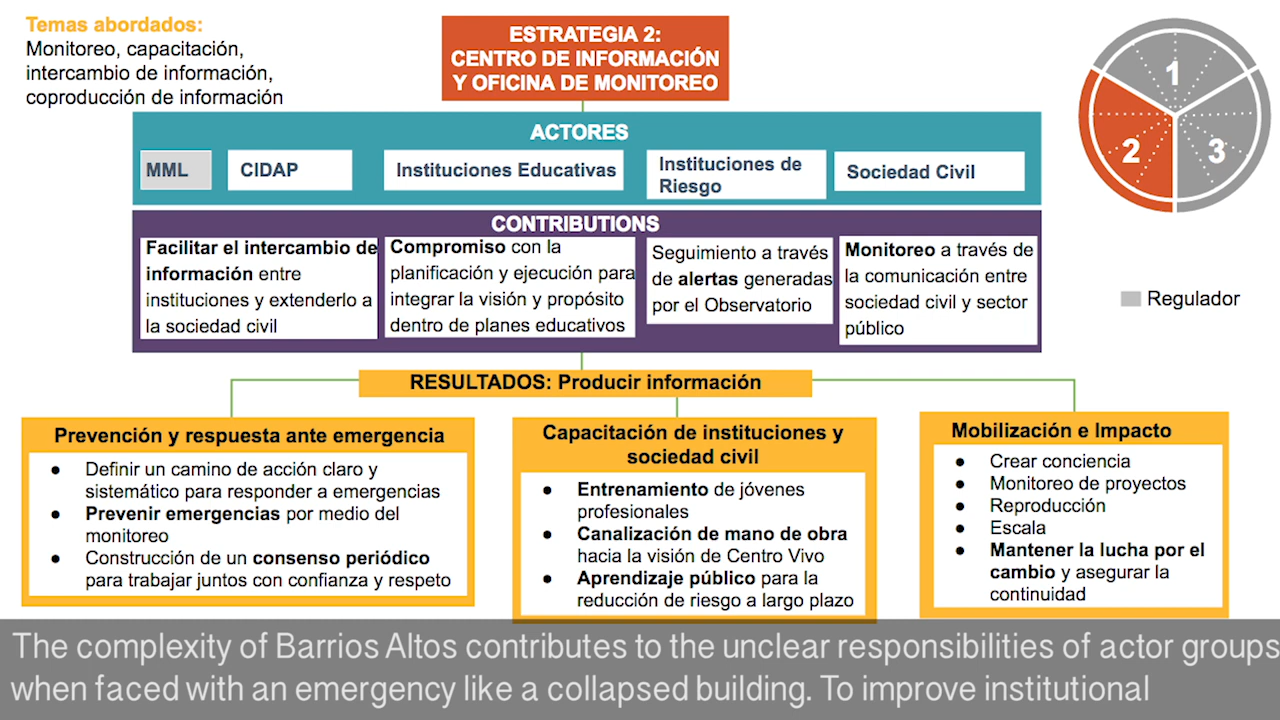 Temas abordados:
Monitoreo, capacitación,
intercambio de información,
coproducción de información
ESTRATEGIA 2:
CENTRO DE INFORMACIÓN
Y OFICINA DE MONITOREO
1
2
3
ACTORES
MML
CIDAP
Instituciones Educativas
Instituciones de
Riesgo
Sociedad Civil
CONTRIBUTIONS
Facilitar el intercambio de
información entre
instituciones y extenderlo a
la sociedad civil
Compromiso con la
planificación y ejecución para
integrar la visión y propósito
dentro de planes educativos
Seguimiento a través
de alertas generadas
por el Observatorio
Monitoreo a través de
la comunicación entre
sociedad civil y sector
público
Regulador
RESULTADOS: Producir información
Prevención y respuesta ante emergencia
● Definir un camino de acción claro y
sistemático para responder a emergencias
● Prevenir emergencias por medio del
monitoreo
● Construcción de un consenso periódico
para trabajar juntos con confianza y respeto
Capacitación de instituciones y
sociedad civil
● Entrenamiento de jóvenes
profesionales
● Canalización de mano de obra
hacia la visión de Centro Vivo
● Aprendizaje público para la
reducción de riesgo a largo plazo
Mobilización e Impacto
● Crear conciencia
● Monitoreo de proyectos
● Reproducción
● Escala
● Mantener la lucha por el
cambio y asegurar la
continuidad
The complexity of Barrios Altos contributes to the unclear responsibilities of actor groups
when faced with an emergency like a collapsed building. To improve institutional